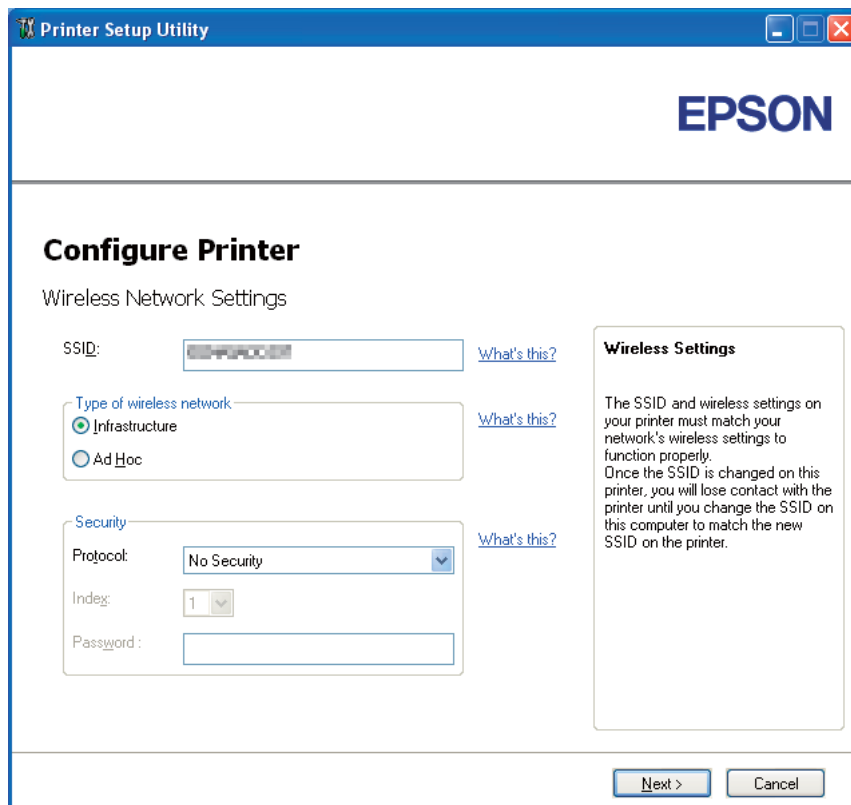 Printer Setup Utility
EPSON
Configure Printer
Wireless Network Settings
SSID:
What's this?
Type of wireless network
Infrastructure
Ad Hoc
What's this?
Security
Protocol:
No Security
What's this?
Index:
1
Password :
Wireless Settings
The SSID and wireless settings on
your printer must match your
network's wireless settings to
function properly.
Once the SSID is changed on this
printer, you will lose contact with the
printer until you change the SSID on
this computer to match the new
SSID on the printer.
Next >
Cancel